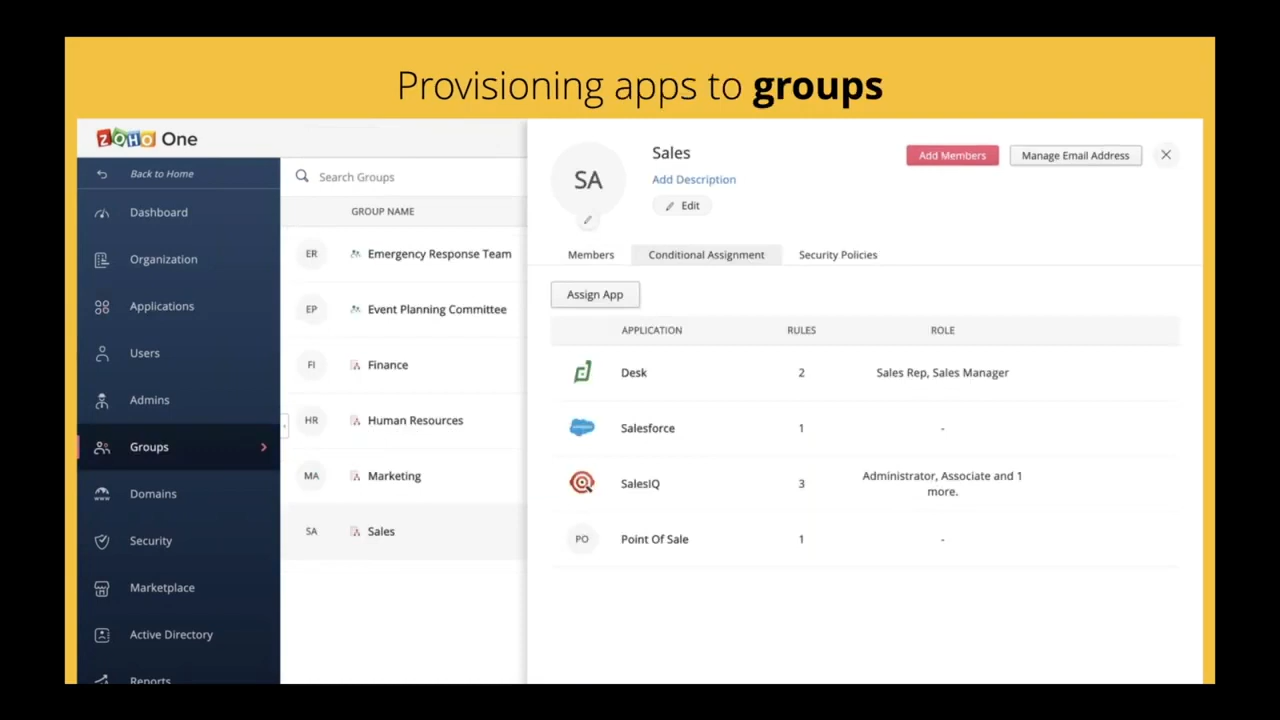 Provisioning apps to groups
ZOHO One
Back to Home
Dashboard
Organization
Applications
Users
Admins
Groups
Domains
Security
Marketplace
Active Directory
Reports
Search Groups
GROUP NAME
ER Emergency Response Team
EP Event Planning Committee
FI Finance
HR Human Resources
MA Marketing
SA Sales
SA
Sales
Add Description
Edit
Add Members
Manage Email Address
Members Conditional Assignment Security Policies
Assign App
APPLICATION RULES ROLE
Desk 2 Sales Rep, Sales Manager
Salesforce 1 -
SalesIQ 3 Administrator, Associate and 1
more.
PO Point Of Sale 1 -